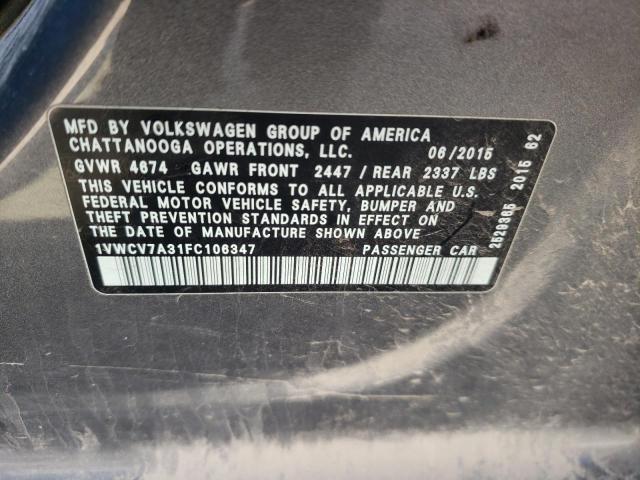 MFD BY VOLKSWAGEN GROUP OF AMERICA
CHATTANOOGA OPERATIONS, LLC. 06/2015
GVWR 4674 GAWR FRONT 2447 / REAR 2337 LBS
THIS VEHICLE CONFORMS TO ALL APPLICABLE U.S.
FEDERAL MOTOR VEHICLE SAFETY, BUMPER AND
THEFT PREVENTION STANDARDS IN EFFECT ON
THE DATE OF MANUFACTURE SHOWN ABOVE
1VWCV7A31FC106347 PASSENGER CAR
2529365 2015 62